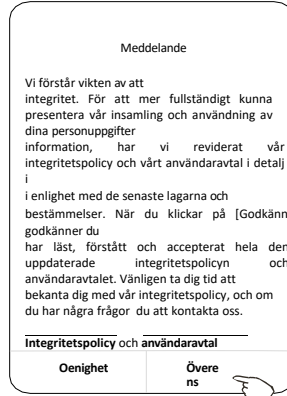 Meddelande
Vi förstår vikten av att
integritet. För att mer fullständigt kunna
presentera vår insamling och användning av
dina personuppgifter
information, har vi reviderat vår
integritetspolicy och vårt användaravtal i detalj
i
i enlighet med de senaste lagarna och
bestämmelser. När du klickar på [Godkänn
godkänner du
har läst, förstått och accepterat hela den
uppdaterade integritetspolicyn och
användaravtalet. Vänligen ta dig tid att
bekanta dig med vår integritetspolicy, och om
du har några frågor du att kontakta oss.
Integritetspolicy och användaravtal
Oenighet Övere
ns